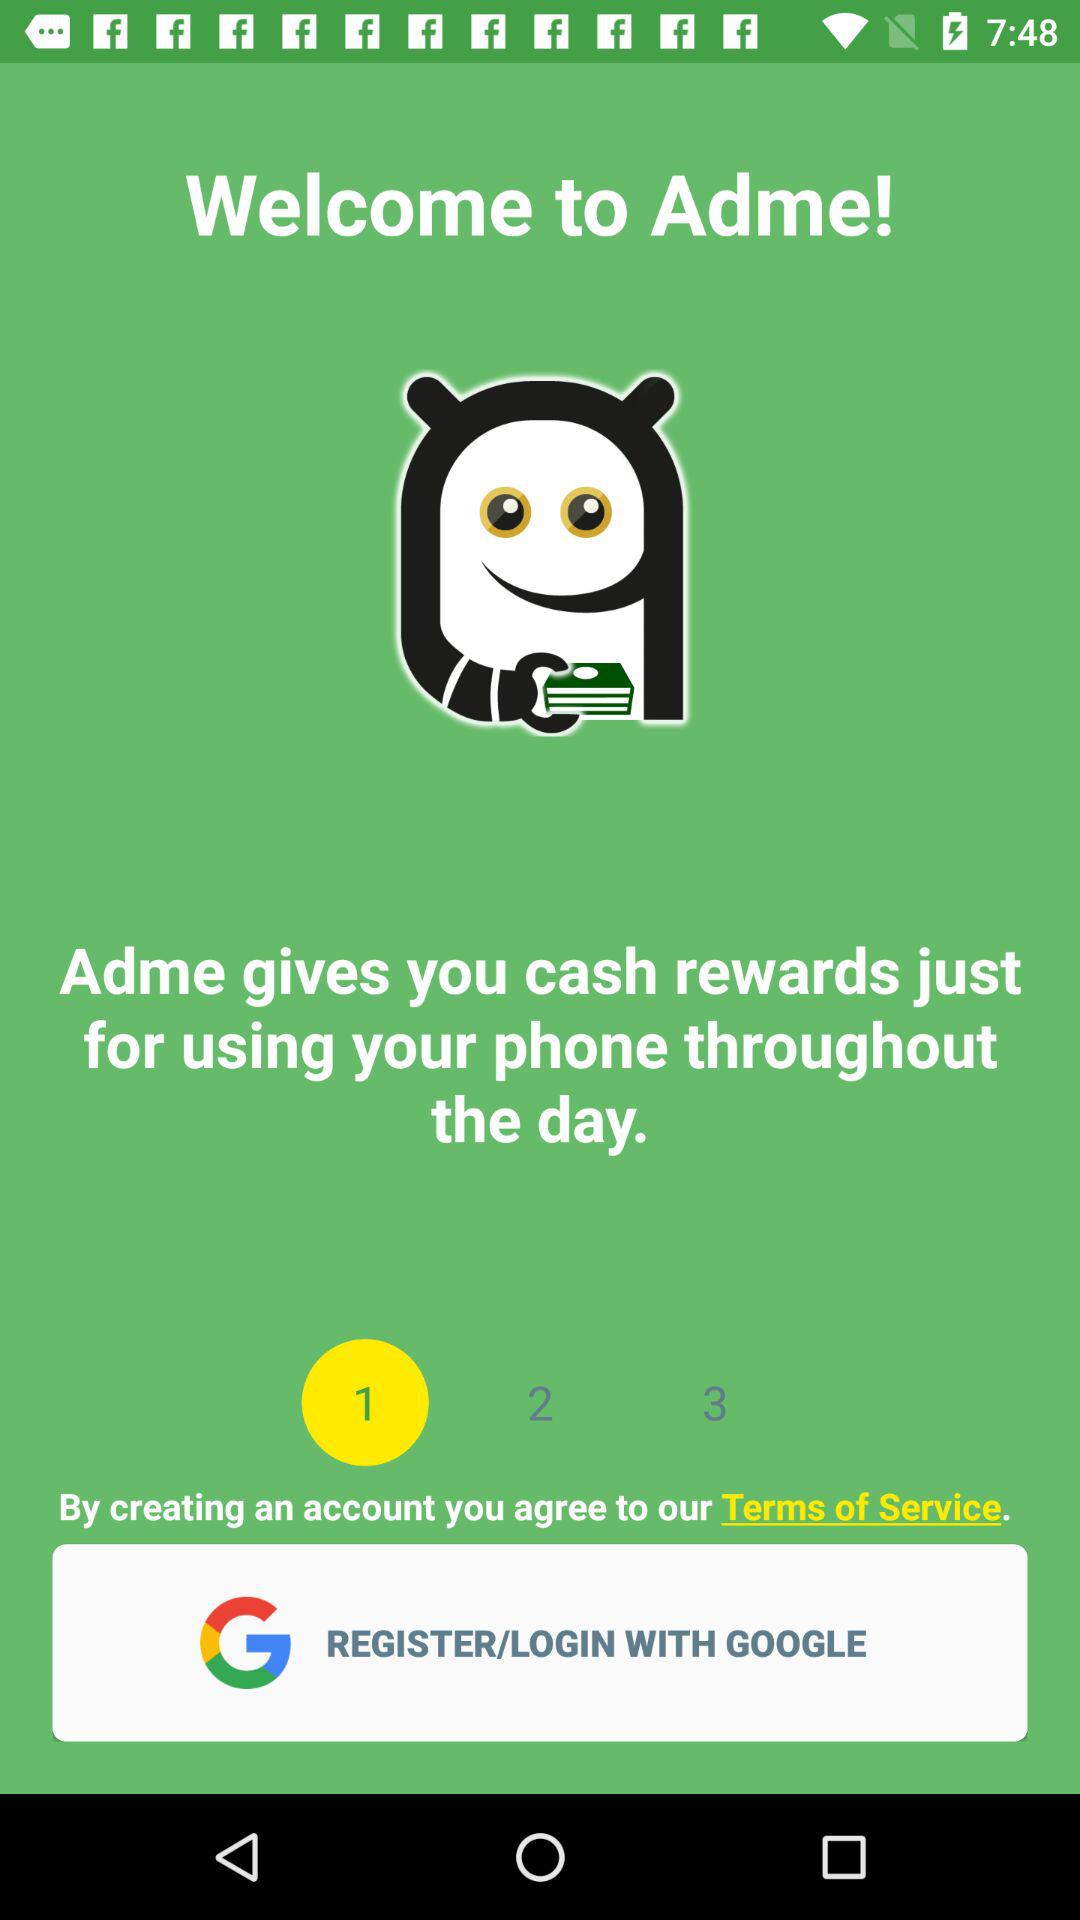 7:48
Welcome to Adme!
Adme gives you cash rewards just
for using your phone throughout
the day.
1 2 3
By creating an account you agree to our Terms of Service.
REGISTER/LOGIN WITH GOOGLE